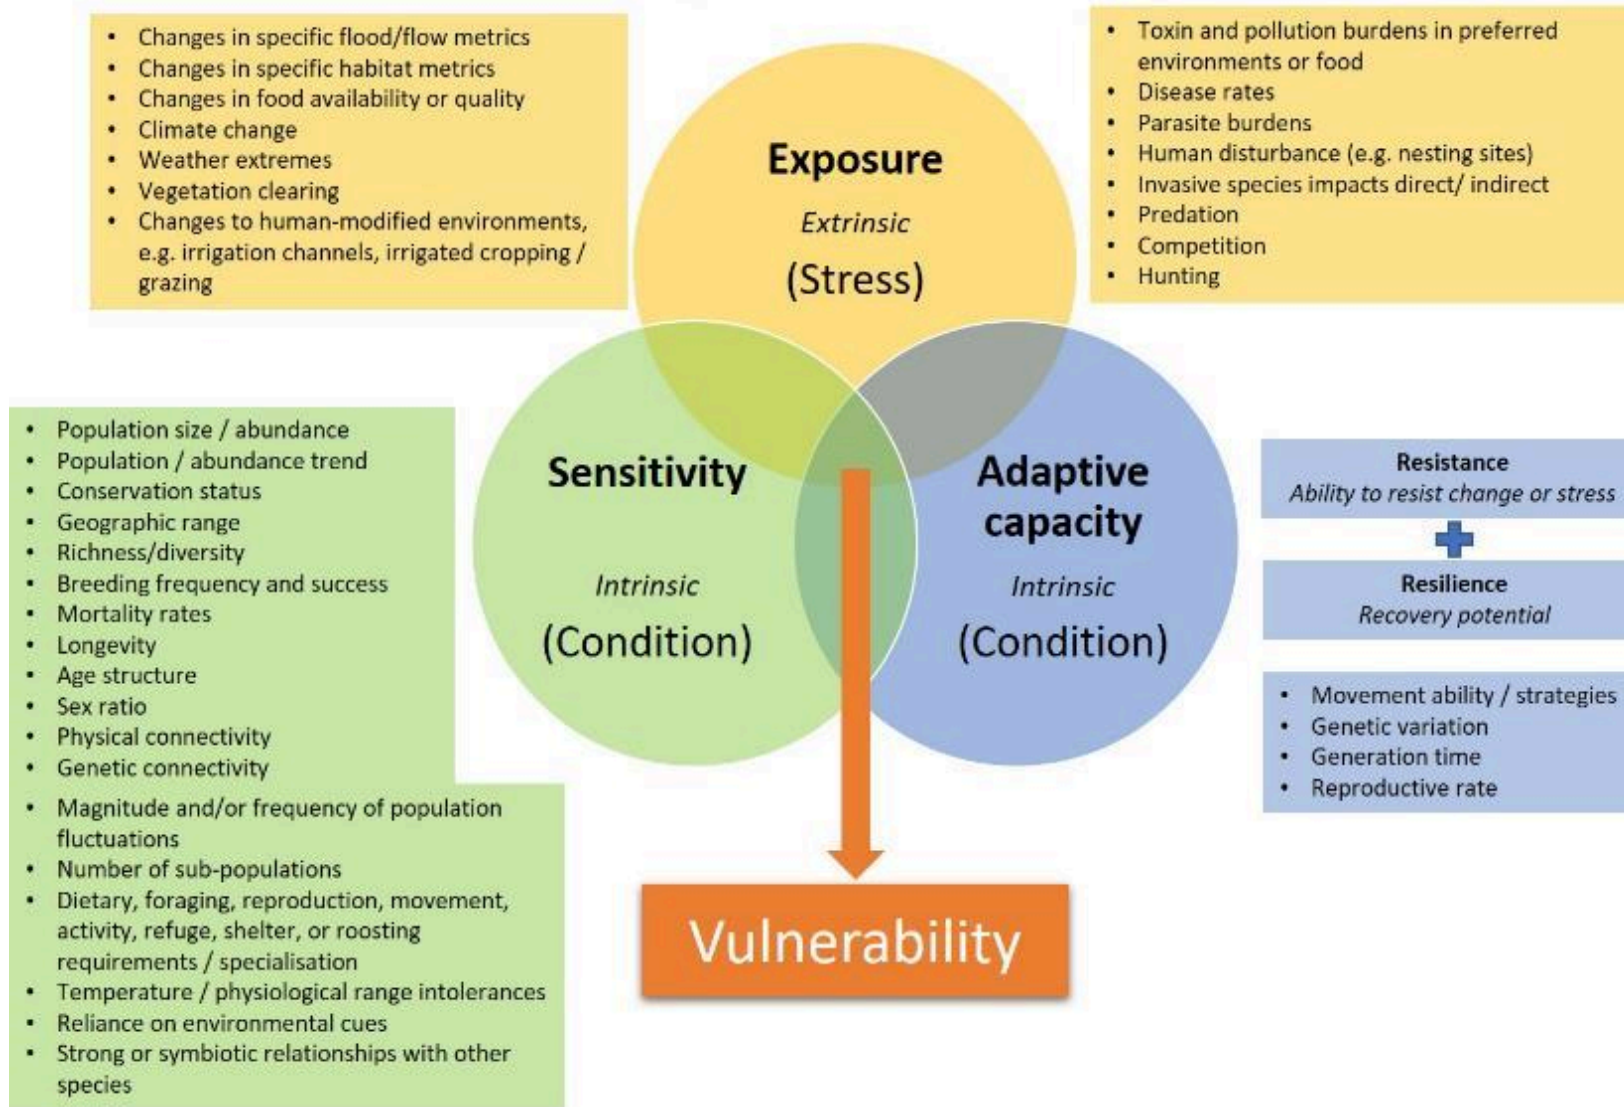 • Changes in specific flood/flow metrics
• Changes in specific habitat metrics
• Changes in food availability or quality
• Climate change
• Weather extremes
• Vegetation clearing
• Changes to human-modified environments,
e.g. irrigation channels, irrigated cropping /
grazing
Exposure
Extrinsic
(Stress)
• Toxin and pollution burdens in preferred
environments or food
• Disease rates
• Parasite burdens
• Human disturbance (e.g. nesting sites)
• Invasive species impacts direct/ indirect
• Predation
• Competition
• Hunting
• Population size / abundance
• Population / abundance trend
• Conservation status
• Geographic range
• Richness/diversity
• Breeding frequency and success
• Mortality rates
• Longevity
• Age structure
• Sex ratio
• Physical connectivity
• Genetic connectivity
• Magnitude and/or frequency of population
fluctuations
• Number of sub-populations
• Dietary, foraging, reproduction, movement,
activity, refuge, shelter, or roosting
requirements / specialisation
• Temperature / physiological range intolerances
• Reliance on environmental cues
• Strong or symbiotic relationships with other
species
Sensitivity
Intrinsic
(Condition)
Adaptive
capacity
Intrinsic
(Condition)
Resistance
Ability to resist change or stress
Resilience
Recovery potential
• Movement ability / strategies
• Genetic variation
• Generation time
• Reproductive rate
Vulnerability